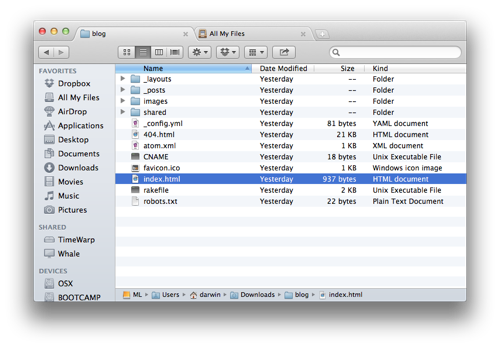 blog
All My Files
Name Date Modified Size Kind
FAVORITES
Dropbox
All My Files
AirDrop
Applications
Desktop
Documents
Downloads
Movies
Music
Pictures
SHARED
TimeWarp
Whale
DEVICES
OSX
BOOTCAMP
_layouts Yesterday -- Folder
_posts Yesterday -- Folder
images Yesterday -- Folder
shared Yesterday -- Folder
_config.yml Yesterday 81 bytes YAML document
404.html Yesterday 21 KB HTML document
atom.xml Yesterday 1 KB XML document
CNAME Yesterday 18 bytes Unix Executable File
favicon.ico Yesterday 1 KB Windows icon image
index.html Yesterday 937 bytes HTML document
rakefile Yesterday 2 KB Unix Executable File
robots.txt Yesterday 22 bytes Plain Text Document
ML Users darwin Downloads blog index.html